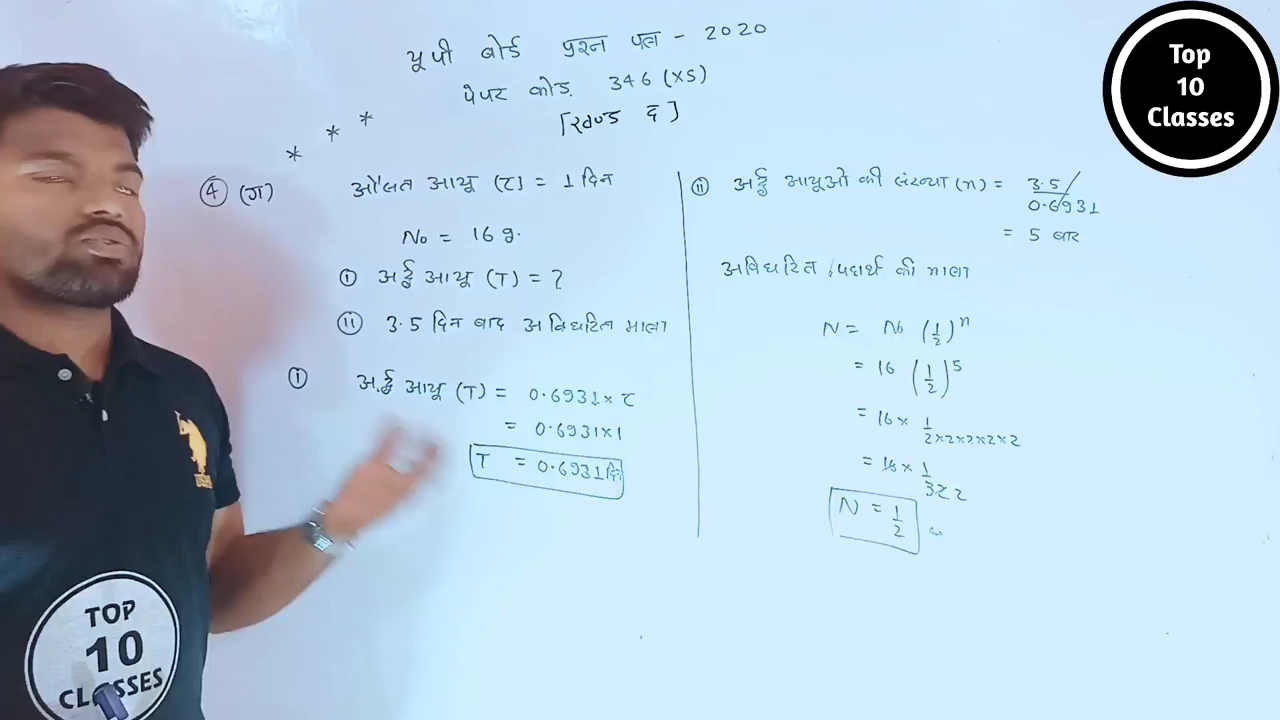 यू पी बोर्ड प्रश्न पत्र - 2020
पेपर कोड. 346 (XS)
[खण्ड द]
* * *
④ (ग) औसत आयु (τ) = 1 दिन
No = 16 g.
ⓘ अर्द्ध आयु (T) = ?
ⓘⓘ 3.5 दिन बाद अविघटित मात्रा
ⓘ अर्द्ध आयु (T) = 0.6931 × τ
= 0.6931×1
T = 0.6931 दिन
ⓘⓘ अर्द्ध आयुओ की संख्या (n) = 3.5/0.6931
= 5 बार
अविघटित पदार्थ की मात्रा
N = No (1/2)^n
= 16 (1/2)^5
= 16 × 1/2×2×2×2×2
= 16 × 1/32
N = 1/2
Top
10
Classes
TOP
10
CLASSES